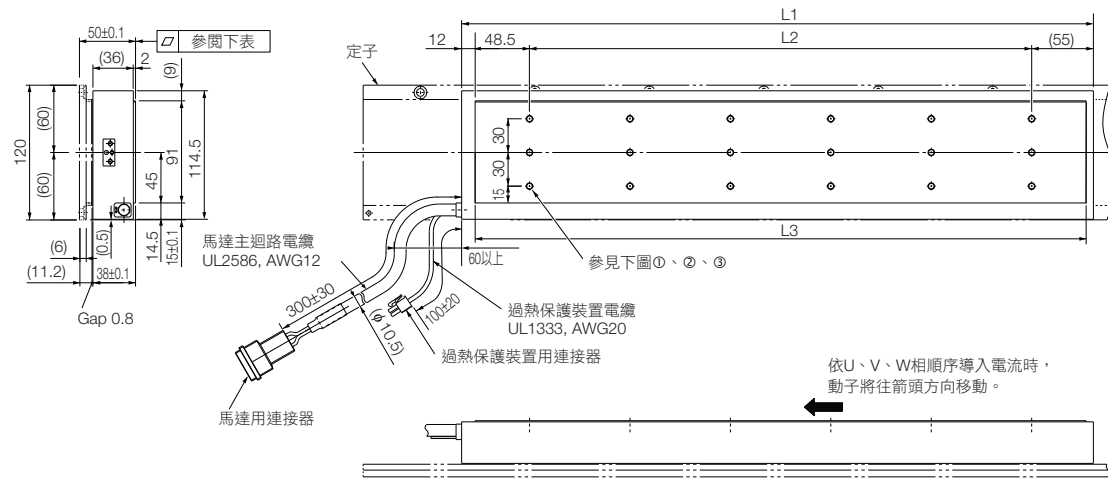 50±0.1
參閱下表
(36)
2
(9)
120
(60)
(60)
45
91
114.5
(6)
(0.5)
14.5
15±0.1
(11.2)
38±0.1
Gap 0.8
L1
12
48.5
L2
(55)
定子
30
30
15
L3
60以上
參見下圖①、②、③
馬達主迴路電纜
UL2586, AWG12
300±30
(φ10.5)
100±20
過熱保護裝置電纜
UL1333, AWG20
過熱保護裝置用連接器
馬達用連接器
依U、V、W相順序導入電流時，
動子將往箭頭方向移動。